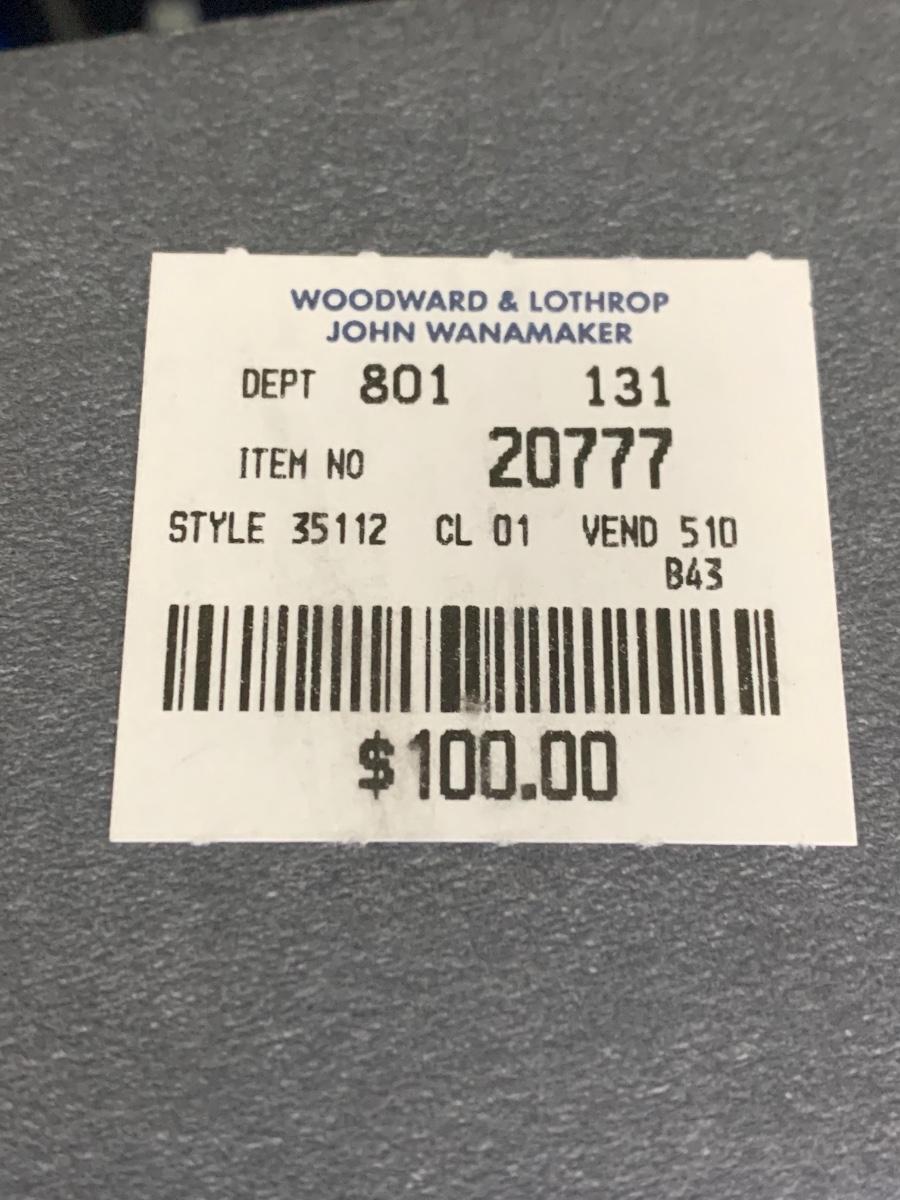 WOODWARD & LOTHROP
JOHN WANAMAKER
DEPT 801 131
ITEM NO 20777
STYLE 35112 CL 01 VEND 510
B43
$100.00